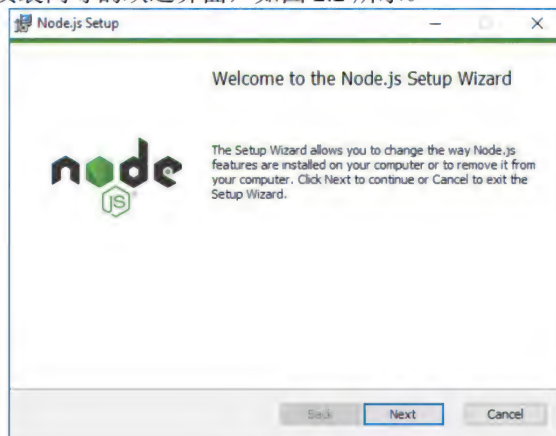 Node.js Setup
Welcome to the Node.js Setup Wizard
The Setup Wizard allows you to change the way Node.js
features are installed on your computer or to remove it from
your computer. Click Next to continue or Cancel to exit the
Setup Wizard.
node
JS
Back Next Cancel